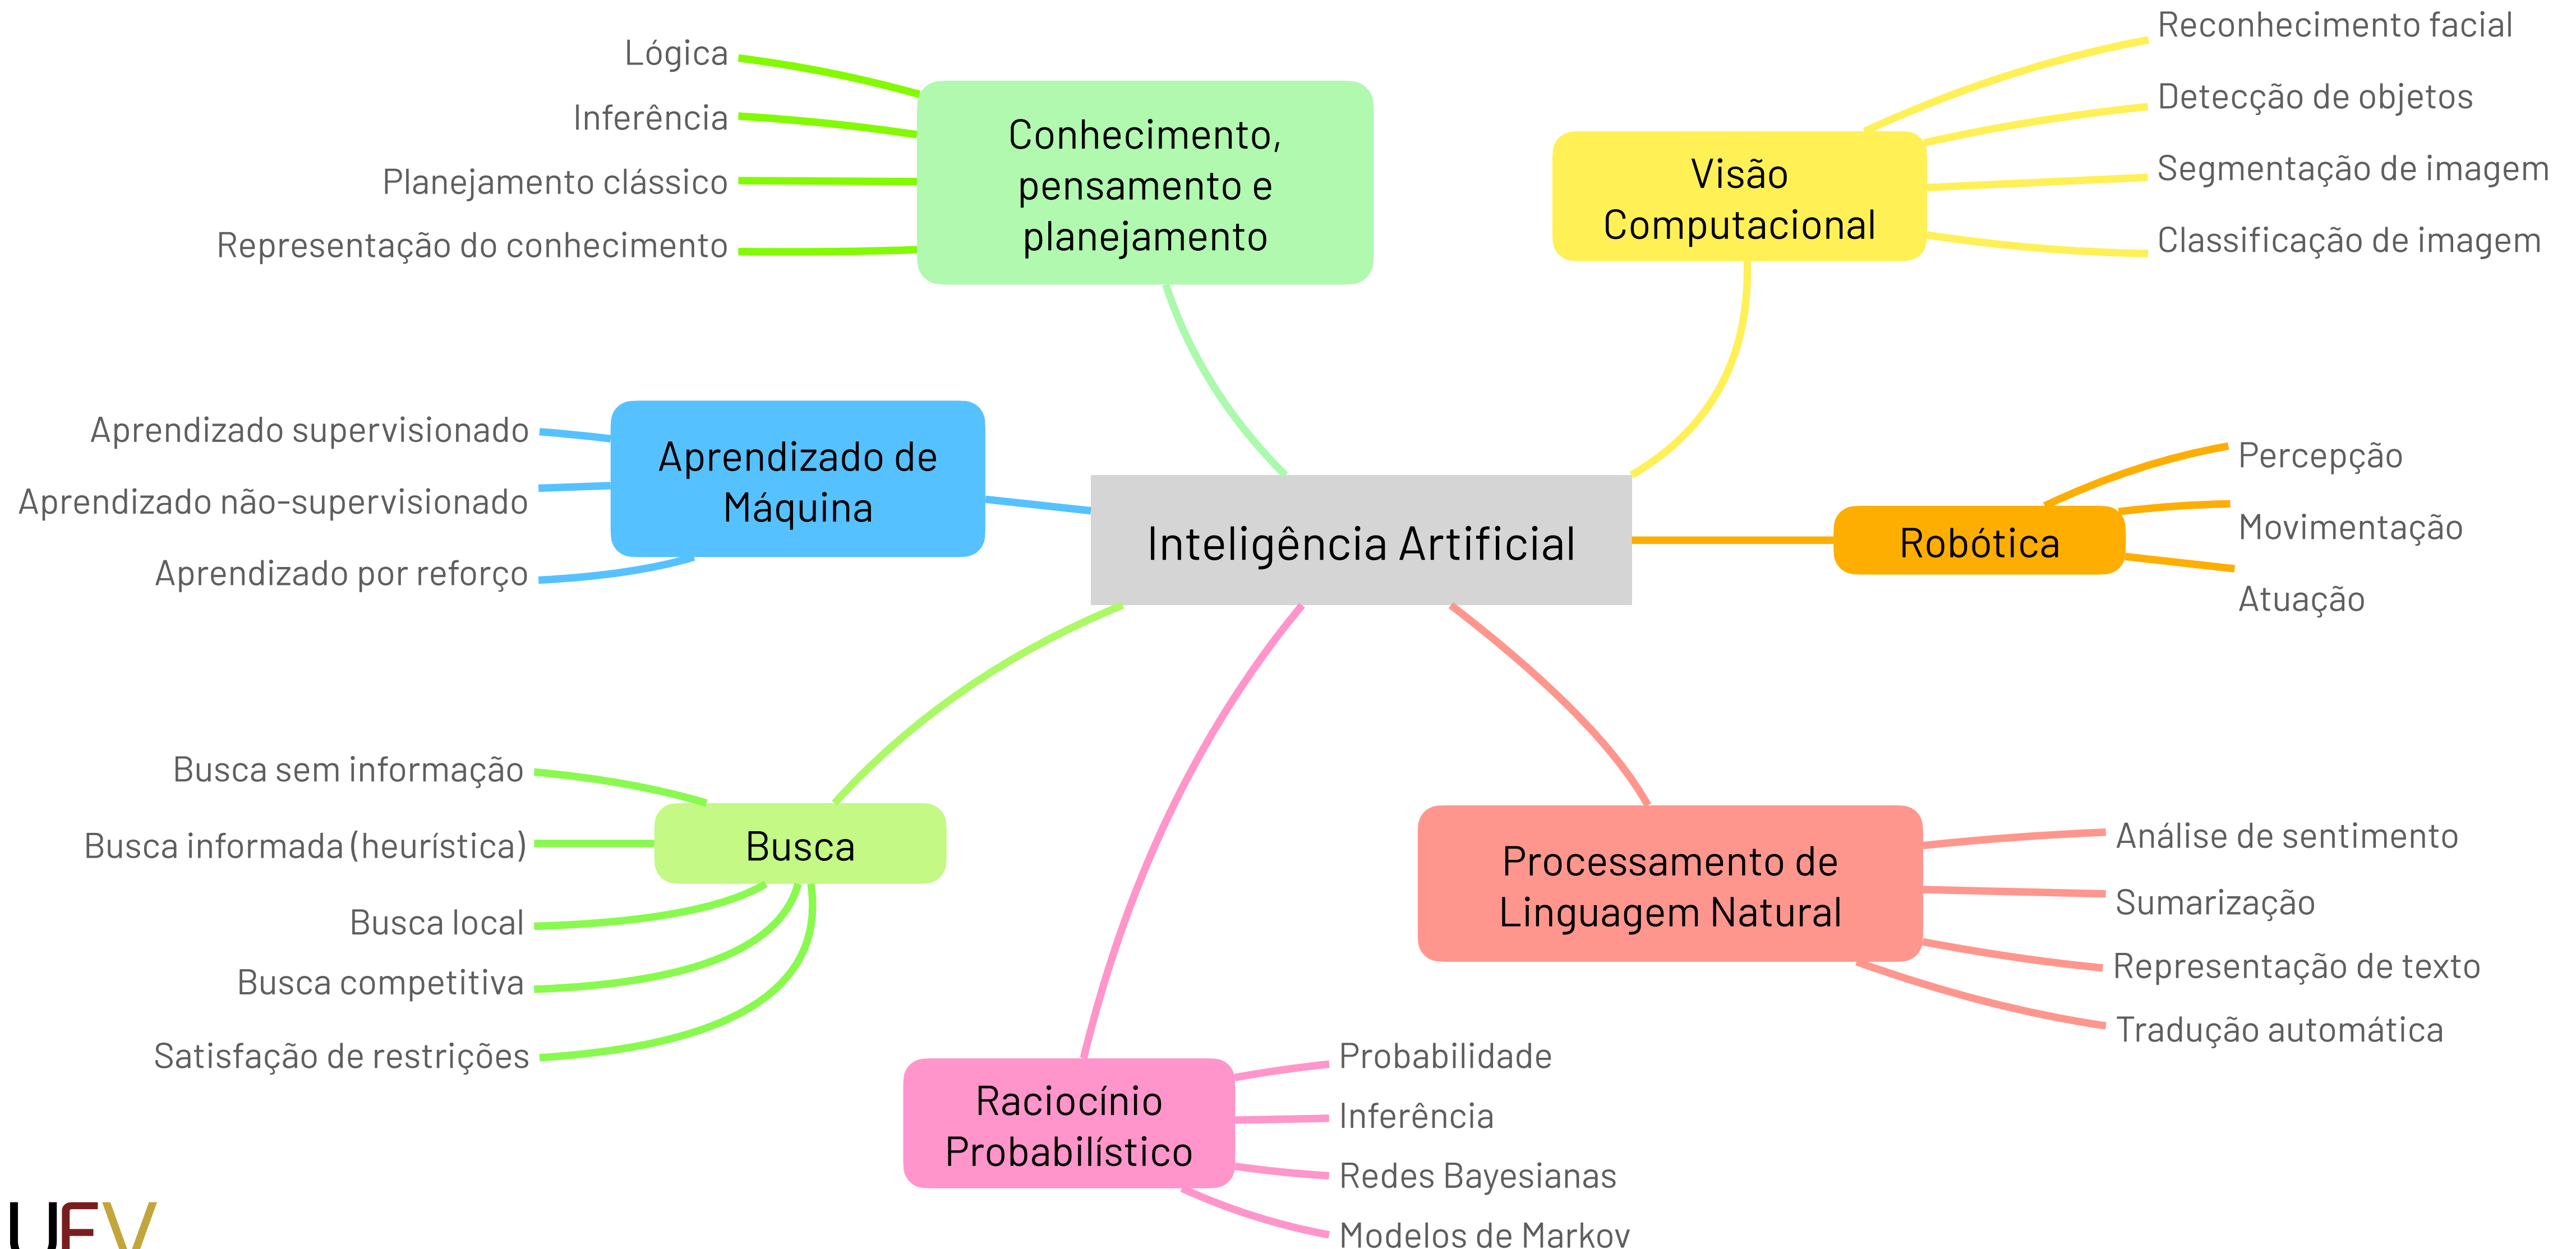 Lógica
Inferência
Planejamento clássico
Representação do conhecimento
Conhecimento,
pensamento e
planejamento
Visão
Computacional
Reconhecimento facial
Detecção de objetos
Segmentação de imagem
Classificação de imagem
Aprendizado supervisionado
Aprendizado não-supervisionado
Aprendizado por reforço
Aprendizado de
Máquina
Inteligência Artificial
Robótica
Percepção
Movimentação
Atuação
Busca sem informação
Busca informada (heurística)
Busca local
Busca competitiva
Satisfação de restrições
Busca
Processamento de
Linguagem Natural
Análise de sentimento
Sumarização
Representação de texto
Tradução automática
Raciocínio
Probabilístico
Probabilidade
Inferência
Redes Bayesianas
Modelos de Markov
UFV